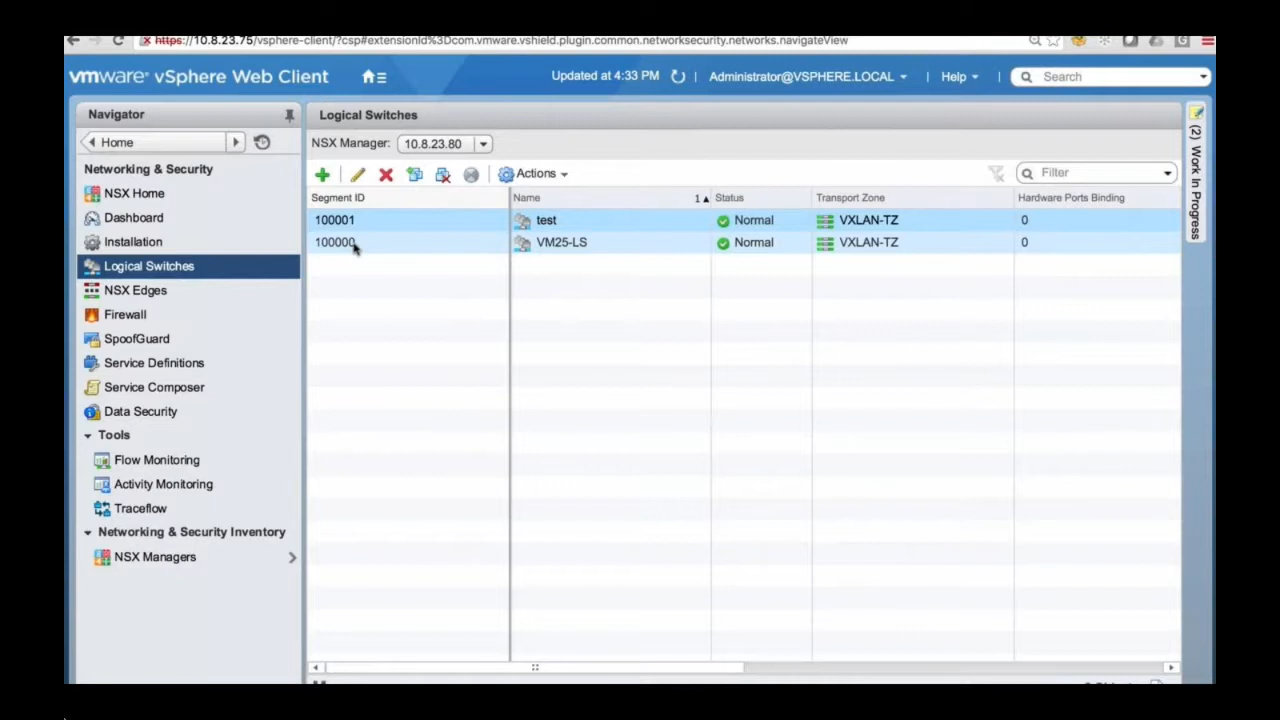 https://10.8.23.75/vsphere-client/?csp#extensionId%3Dcom.vmware.vshield.plugin.common.networksecurity.networks.navigateView
vmware® vSphere Web Client
Updated at 4:33 PM | Administrator@VSPHERE.LOCAL | Help | Search
Navigator
Home
Networking & Security
NSX Home
Dashboard
Installation
Logical Switches
NSX Edges
Firewall
SpoofGuard
Service Definitions
Service Composer
Data Security
Tools
Flow Monitoring
Activity Monitoring
Traceflow
Networking & Security Inventory
NSX Managers
Logical Switches
NSX Manager: 10.8.23.80
Actions
Filter
Segment ID Name 1 Status Transport Zone Hardware Ports Binding
100001 test Normal VXLAN-TZ 0
100000 VM25-LS Normal VXLAN-TZ 0
(2) Work In Progress